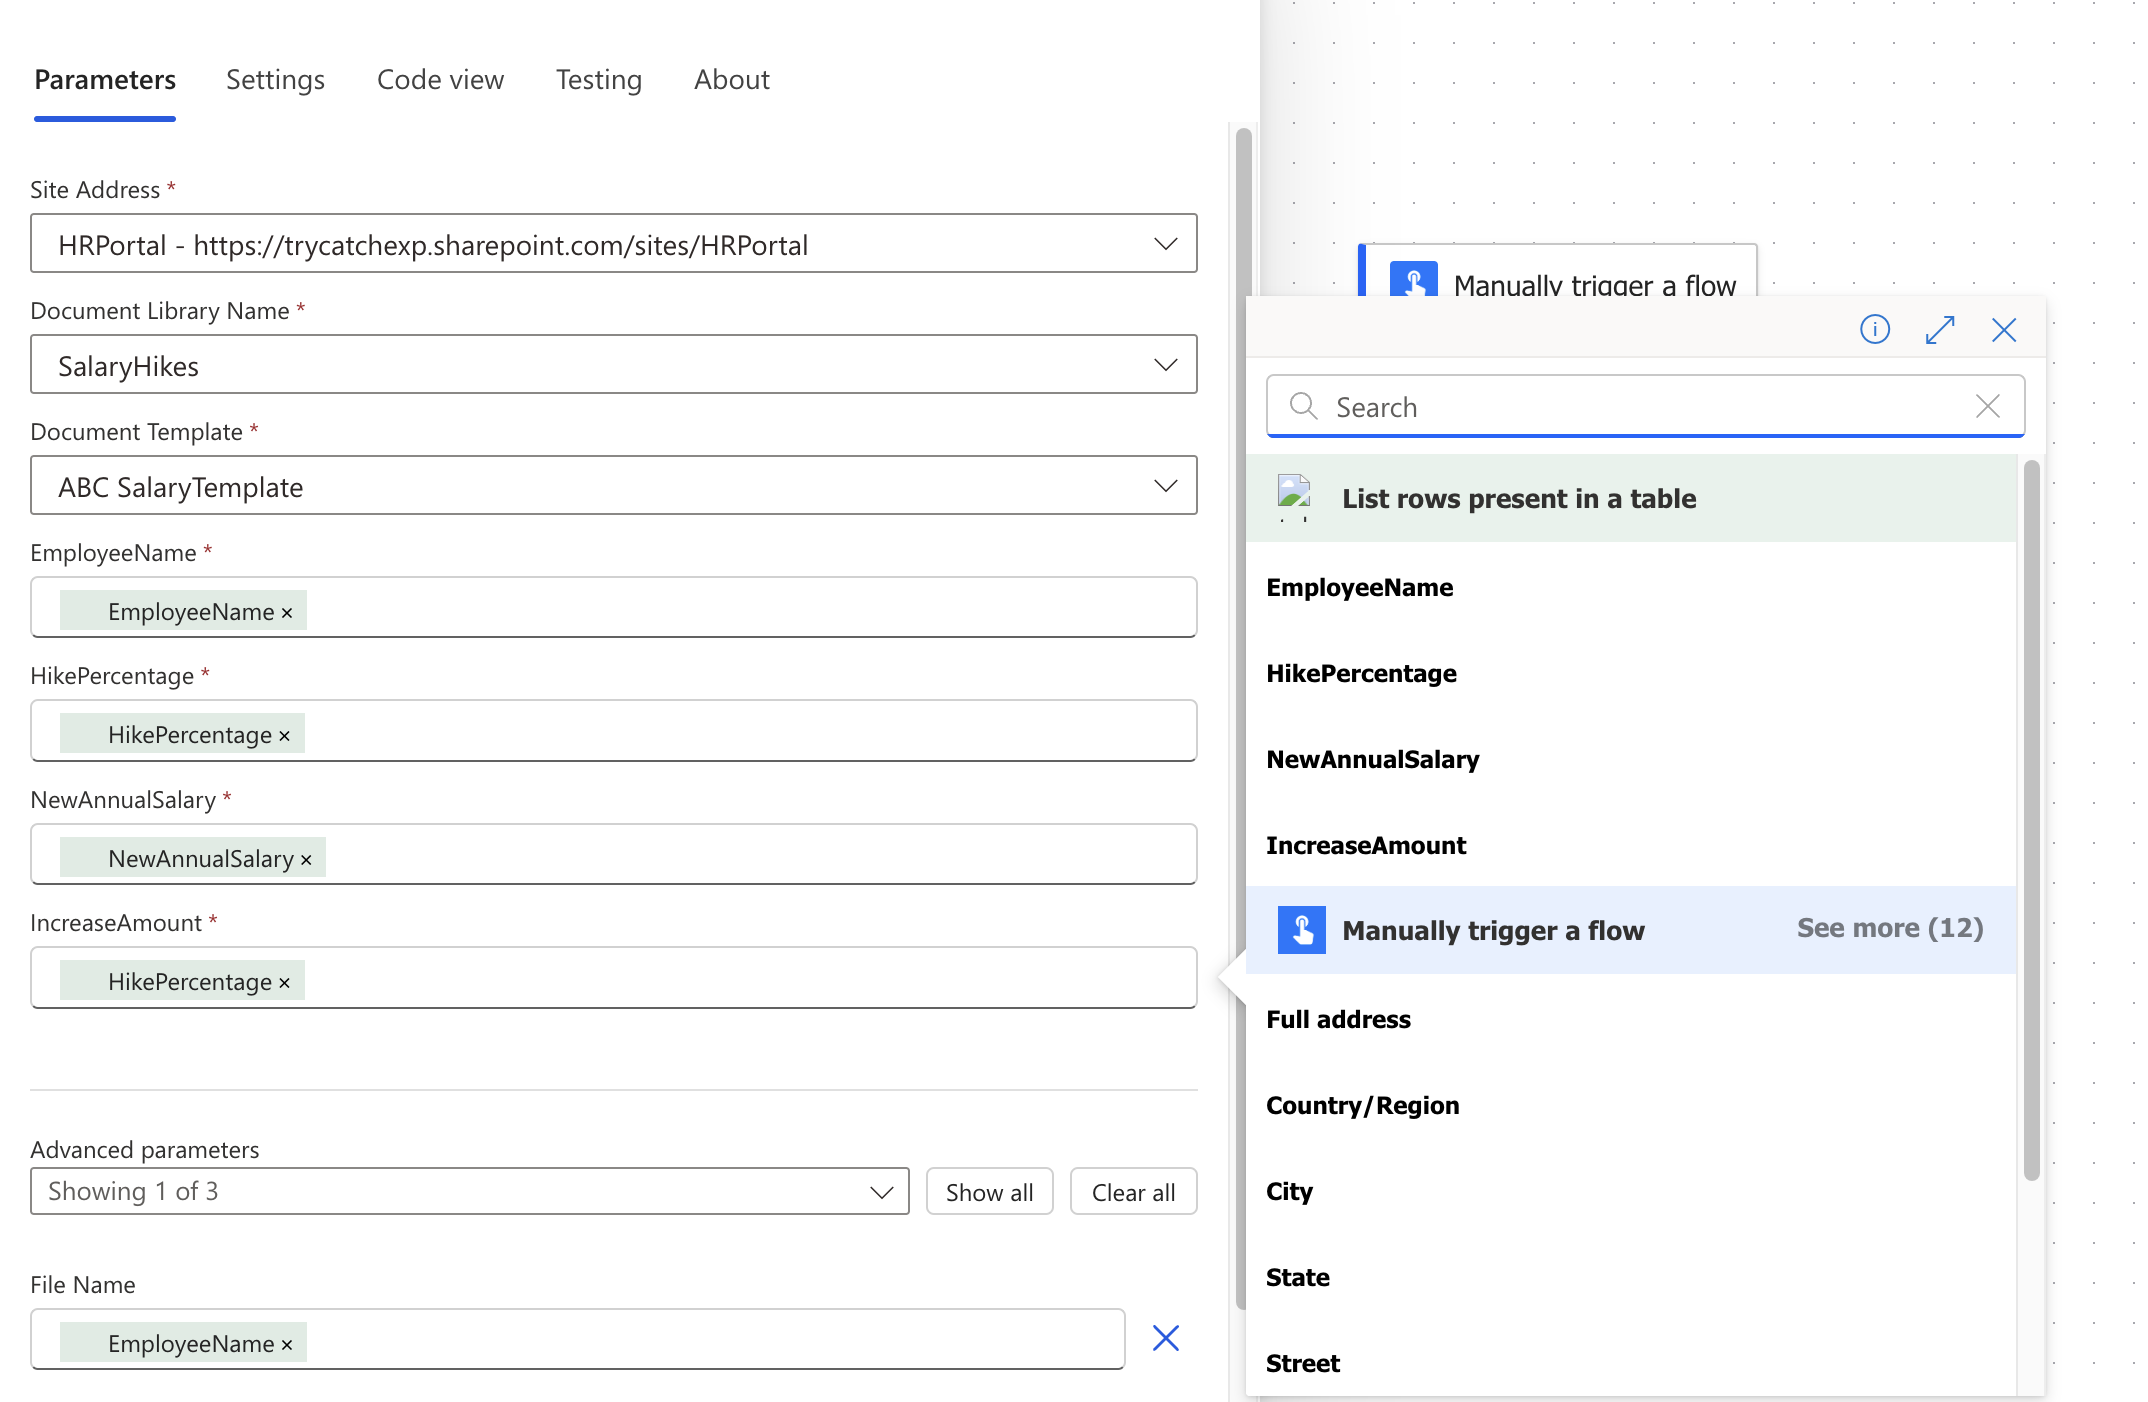 Parameters Settings Code view Testing About
Site Address *
HRPortal - https://trycatchexp.sharepoint.com/sites/HRPortal
Document Library Name *
SalaryHikes
Document Template *
ABC SalaryTemplate
EmployeeName *
EmployeeName ×
HikePercentage *
HikePercentage ×
NewAnnualSalary *
NewAnnualSalary ×
IncreaseAmount *
HikePercentage ×
Advanced parameters
Showing 1 of 3
Show all
Clear all
File Name
EmployeeName ×
Manually trigger a flow
Search
List rows present in a table
EmployeeName
HikePercentage
NewAnnualSalary
IncreaseAmount
Manually trigger a flow See more (12)
Full address
Country/Region
City
State
Street